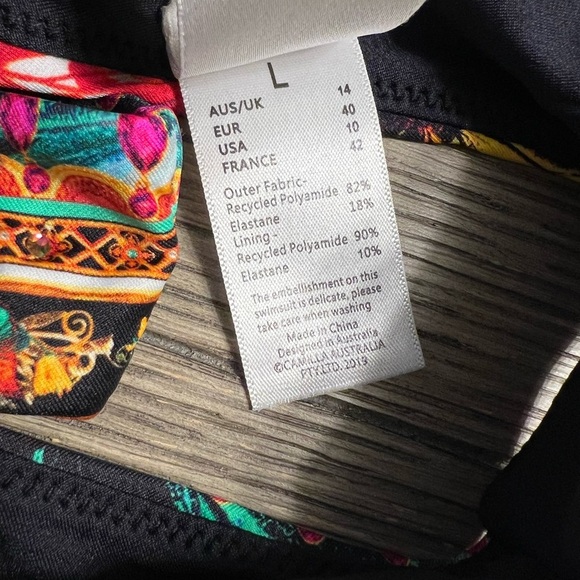 L
AUS/UK 14
EUR 40
USA 10
FRANCE 42
Outer Fabric-
Recycled Polyamide 82%
Elastane 18%
Lining -
Recycled Polyamide 90%
Elastane 10%
The embellishment on this
swimsuit is delicate, please
take care when washing
Made in China
Designed in Australia
©CAMILLA AUSTRALIA
PTY.LTD. 2019